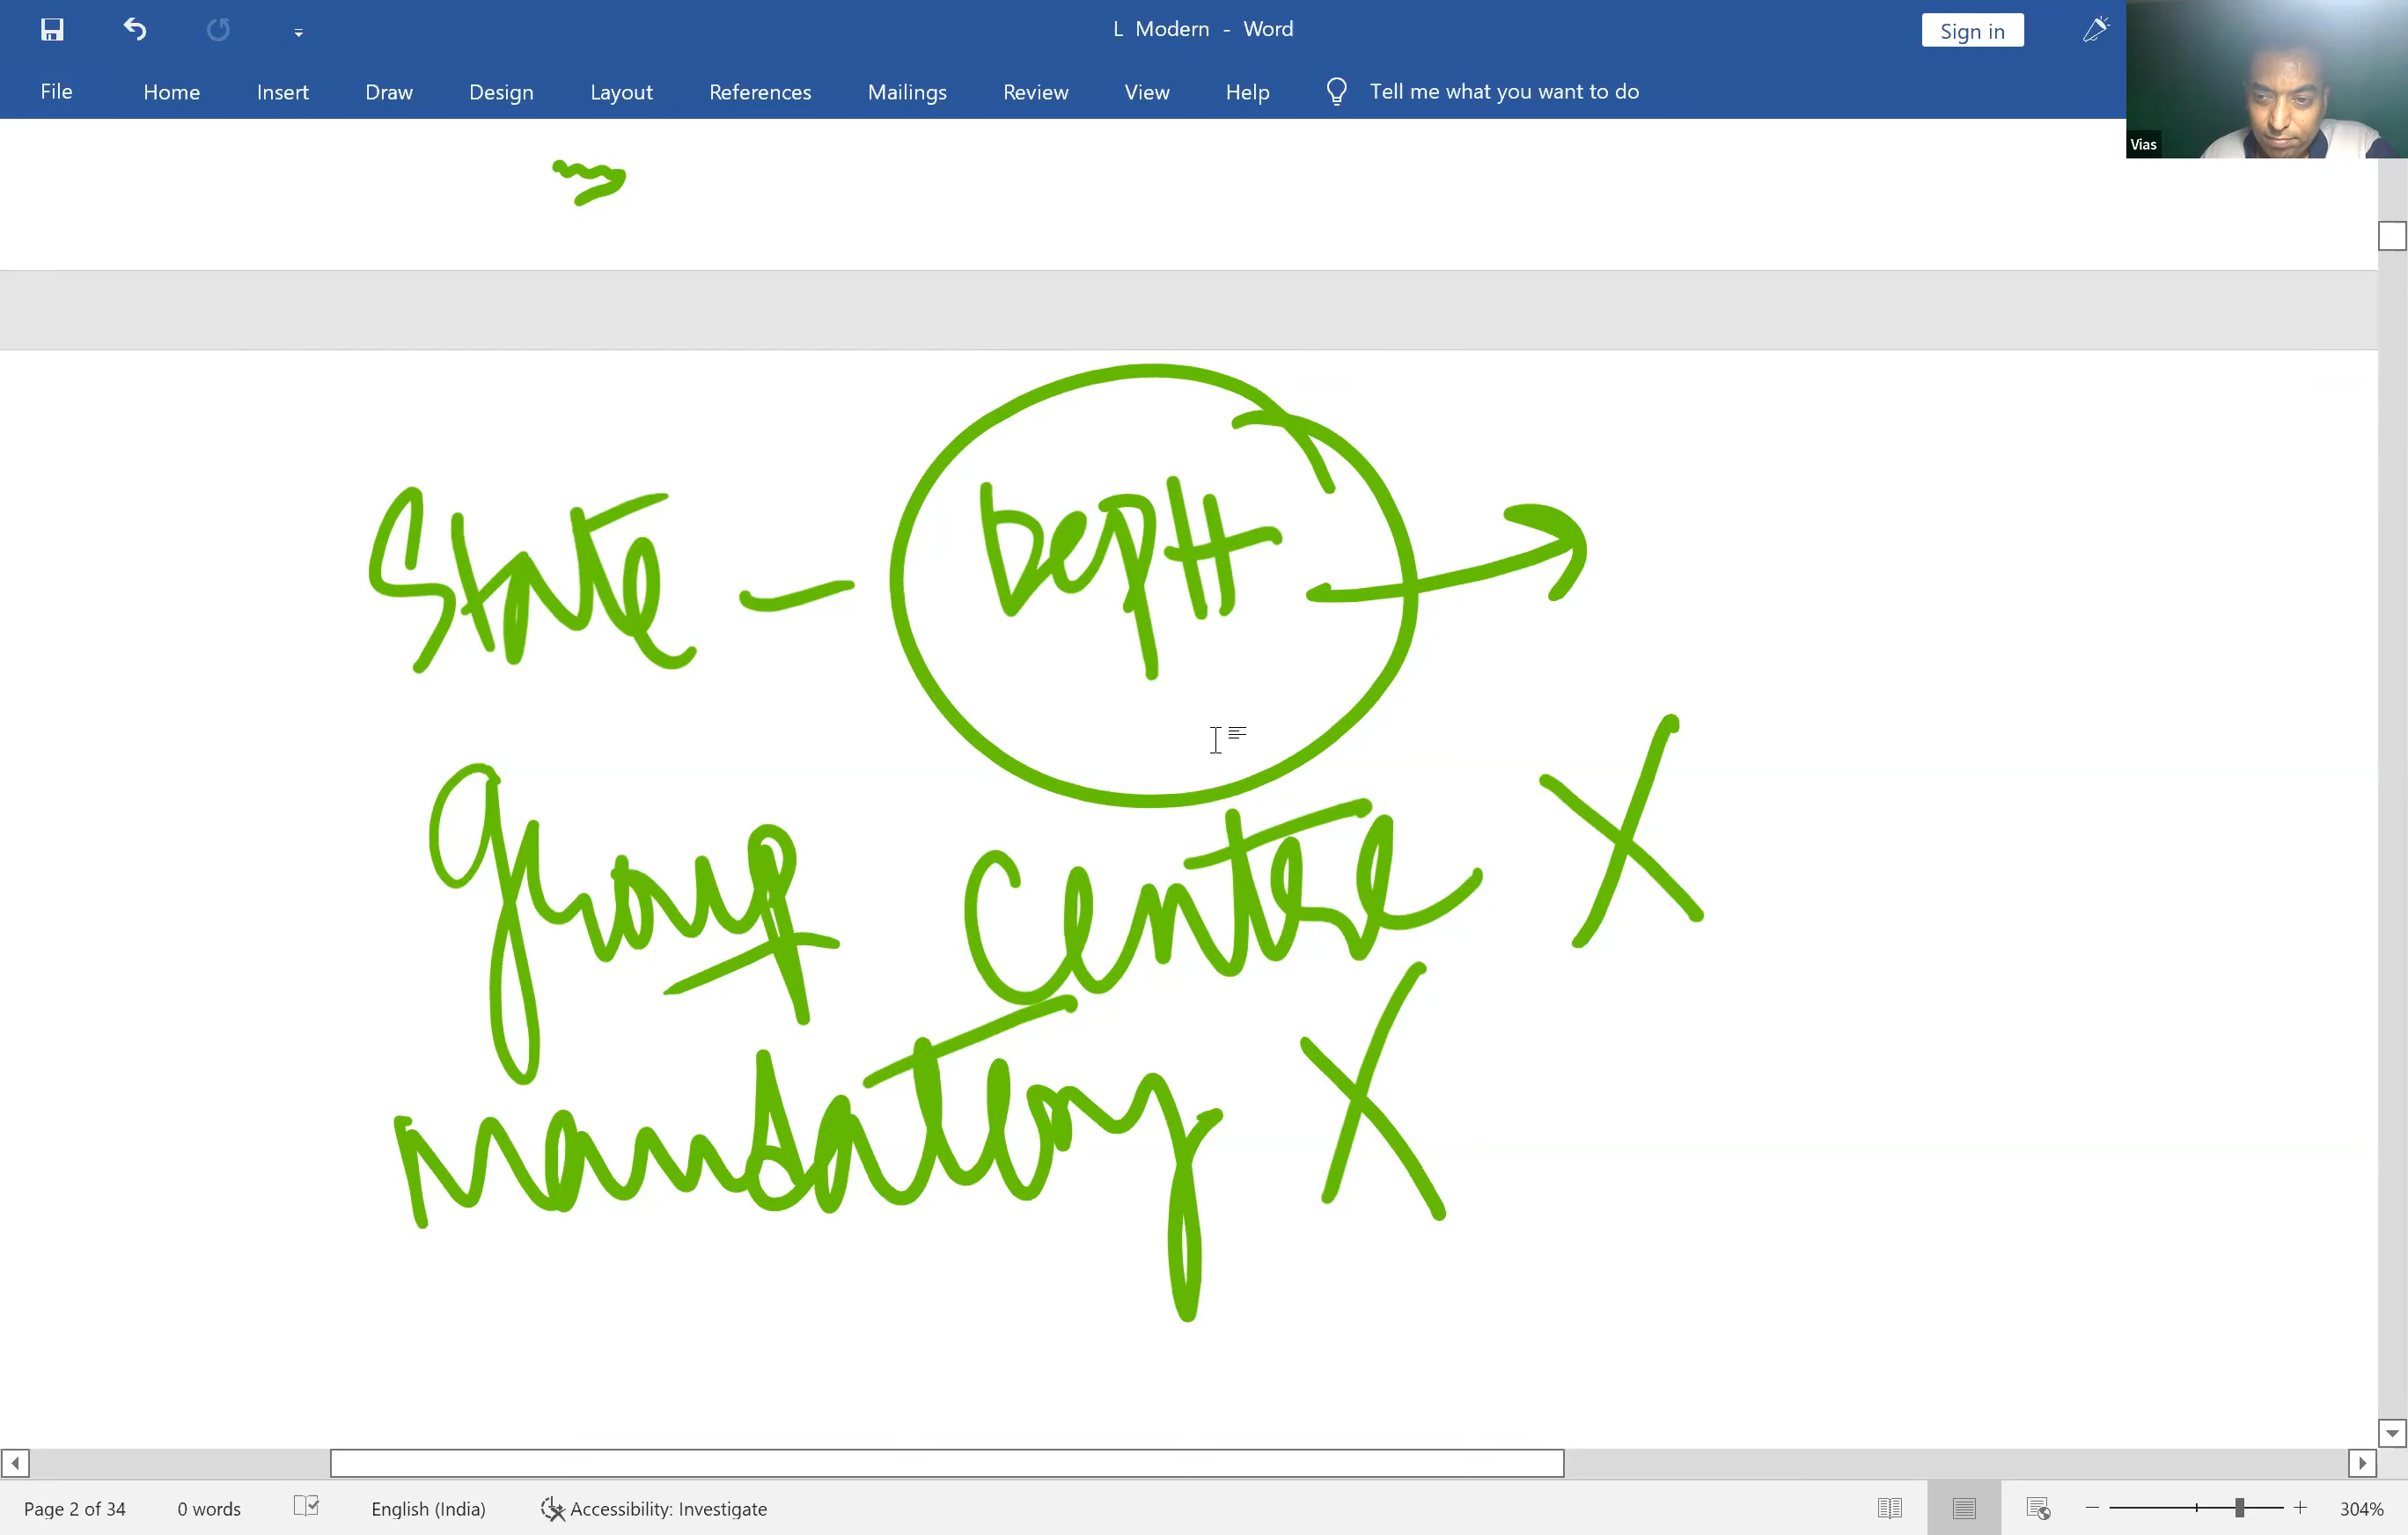 L Modern - Word
Sign in
File Home Insert Draw Design Layout References Mailings Review View Help Tell me what you want to do
Vias
State - Deptt →
Group Centre X
Mandatory X
Page 2 of 34 0 words English (India) Accessibility: Investigate 304%